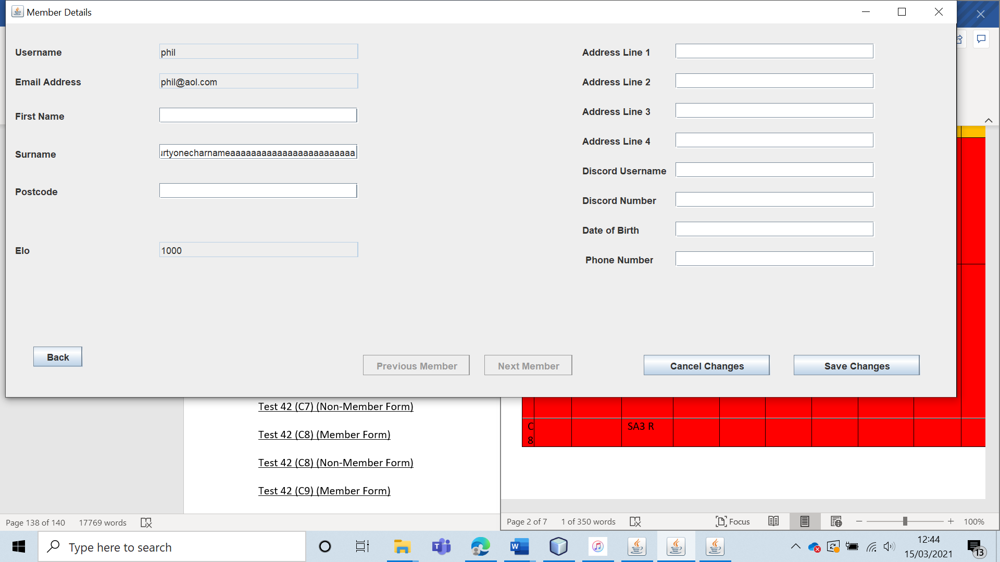 Member Details
Username
phil
Email Address
phil@aol.com
First Name
Surname
rtyonecharnameaaaaaaaaaaaaaaaaaaaaaaaa
Postcode
Elo
1000
Address Line 1
Address Line 2
Address Line 3
Address Line 4
Discord Username
Discord Number
Date of Birth
Phone Number
Back
Previous Member
Next Member
Cancel Changes
Save Changes
Test 42 (C7) (Non-Member Form)
Test 42 (C8) (Member Form)
Test 42 (C8) (Non-Member Form)
Test 42 (C9) (Member Form)
C
8
SA3 R
Page 138 of 140
17769 words
Page 2 of 7
1 of 350 words
Focus
100%
Type here to search
12:44
15/03/2021
13